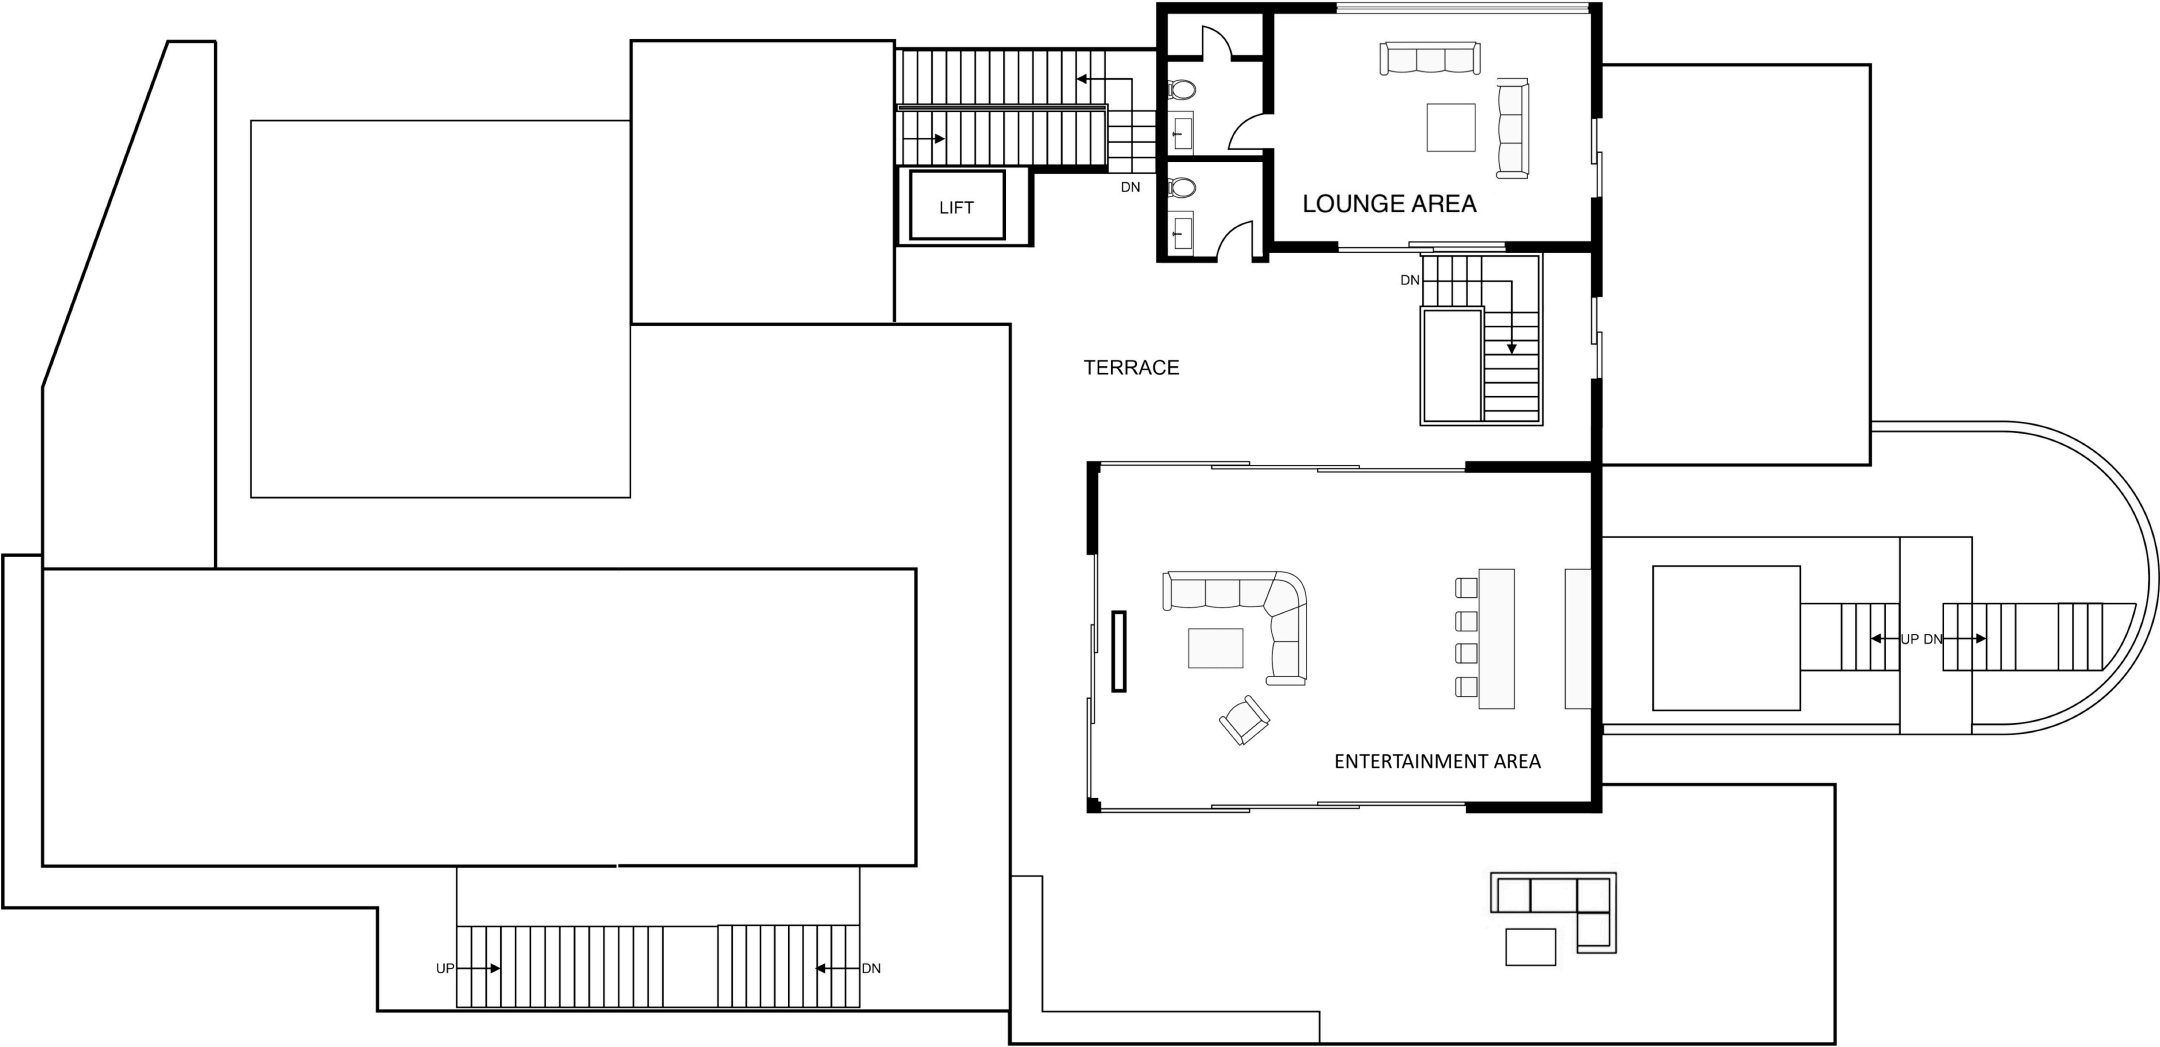 DN
LIFT
LOUNGE AREA
DN
TERRACE
UP DN
ENTERTAINMENT AREA
UP
DN